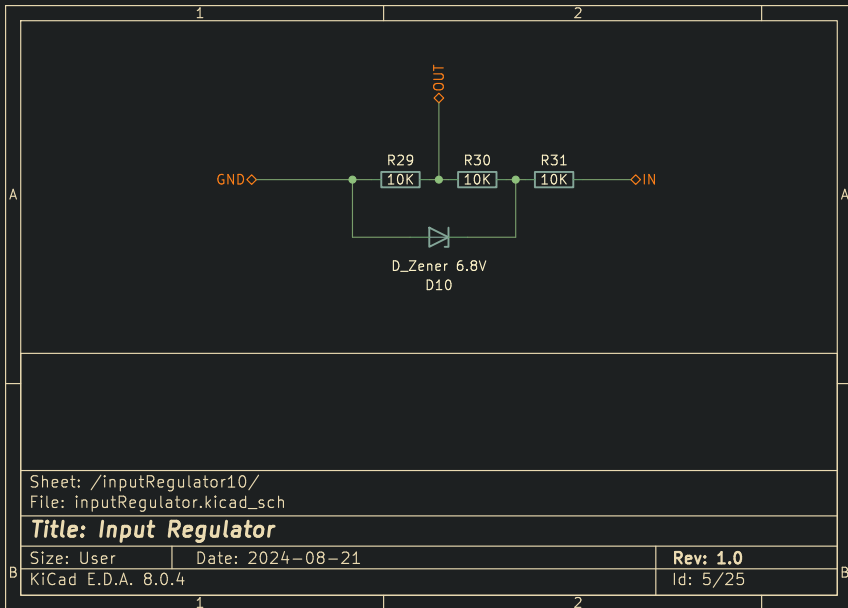 1 2
OUT
R29 R30 R31
GND 10K 10K 10K IN
A A
D_Zener 6.8V
D10
Sheet: /inputRegulator10/
File: inputRegulator.kicad_sch
Title: Input Regulator
Size: User Date: 2024-08-21 Rev: 1.0
B B
KiCad E.D.A. 8.0.4 Id: 5/25
1 2